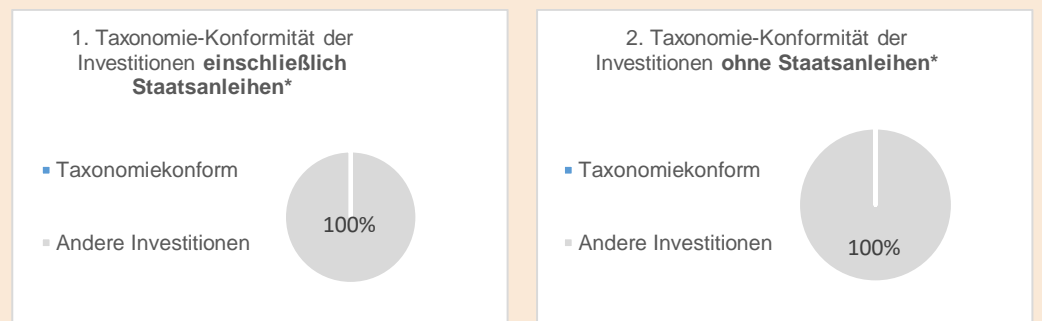 1. Taxonomie-Konformität der
Investitionen einschließlich
Staatsanleihen*
Taxonomiekonform
Andere Investitionen
100%
2. Taxonomie-Konformität der
Investitionen ohne Staatsanleihen*
Taxonomiekonform
Andere Investitionen
100%